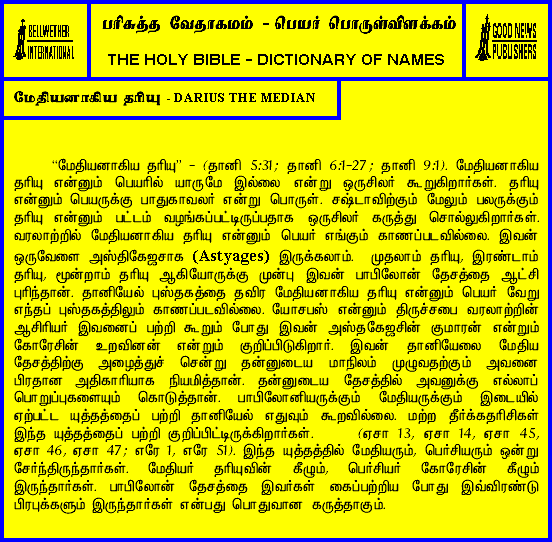 BELLWETHER
INTERNATIONAL
பரிசுத்த வேதாகமம் - பெயர் பொருள்விளக்கம்
THE HOLY BIBLE - DICTIONARY OF NAMES
GOOD NEWS
PUBLISHERS
மேதியனாகிய தரியு - DARIUS THE MEDIAN
“மேதியனாகிய தரியு” - (தானி 5:31; தானி 6:1-27; தானி 9:1). மேதியனாகிய
தரியு என்னும் பெயரில் யாருமே இல்லை என்று ஒருசிலர் கூறுகிறார்கள். தரியு
என்னும் பெயருக்கு பாதுகாவலர் என்று பொருள். சஷ்டாவிற்கும் மேலும் பலருக்கும்
தரியு என்னும் பட்டம் வழங்கப்பட்டிருப்பதாக ஒருசிலர் கருத்து சொல்லுகிறார்கள்.
வரலாற்றில் மேதியனாகிய தரியு என்னும் பெயர் எங்கும் காணப்படவில்லை. இவன்
ஒருவேளை அஸ்திகேஜசாக (Astyages) இருக்கலாம். முதலாம் தரியு, இரண்டாம்
தரியு, மூன்றாம் தரியு ஆகியோருக்கு முன்பு இவன் பாபிலோன் தேசத்தை ஆட்சி
புரிந்தான். தானியேல் புஸ்தகத்தை தவிர மேதியனாகிய தரியு என்னும் பெயர் வேறு
எந்தப் புஸ்தகத்திலும் காணப்படவில்லை. யோசபஸ் என்னும் திருச்சபை வரலாற்றின்
ஆசிரியர் இவனைப் பற்றி கூறும் போது இவன் அஸ்தகேஜசின் குமாரன் என்றும்
கோரேசின் உறவினன் என்றும் குறிப்பிடுகிறார். இவன் தானியேலை மேதிய
தேசத்திற்கு அழைத்துச் சென்று தன்னுடைய மாநிலம் முழுவதற்கும் அவனை
பிரதான அதிகாரியாக நியமித்தான். தன்னுடைய தேசத்தில் அவனுக்கு எல்லாப்
பொறுப்புகளையும் கொடுத்தான். பாபிலோனியருக்கும் மேதியருக்கும் இடையில்
ஏற்பட்ட யுத்தத்தைப் பற்றி தானியேல் எதுவும் கூறவில்லை. மற்ற தீர்க்கதரிசிகள்
இந்த யுத்தத்தைப் பற்றி குறிப்பிட்டிருக்கிறார்கள். (ஏசா 13, ஏசா 14, ஏசா 45,
ஏசா 46, ஏசா 47; எரே 1, எரே 51). இந்த யுத்தத்தில் மேதியரும், பெர்சியரும் ஒன்று
சேர்ந்திருந்தார்கள். மேதியர் தரியுவின் கீழும், பெர்சியர் கோரேசின் கீழும்
இருந்தார்கள். பாபிலோன் தேசத்தை இவர்கள் கைப்பற்றிய போது இவ்விரண்டு
பிரபுக்களும் இருந்தார்கள் என்பது பொதுவான கருத்தாகும்.